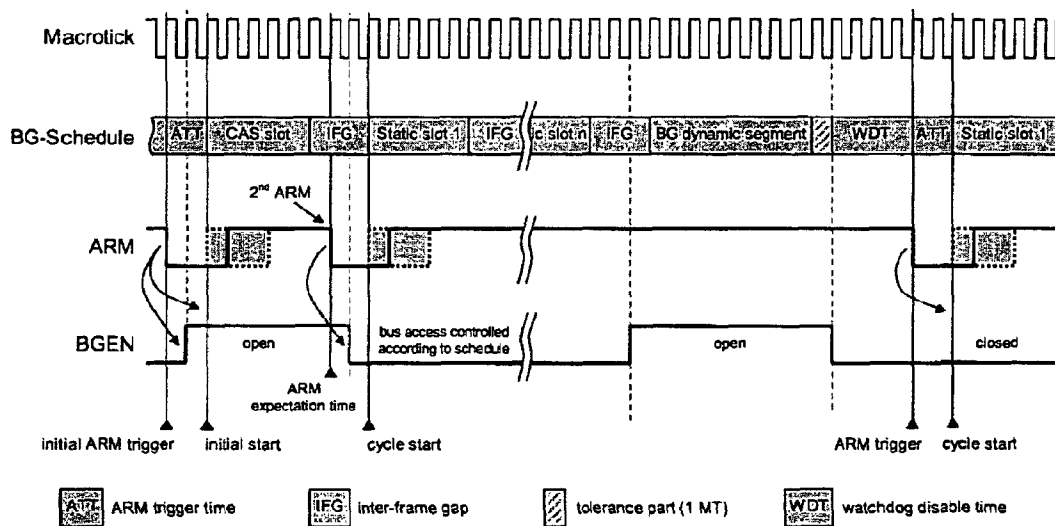 Macrotick
BG-Schedule
ATT
CAS slot
IFG
Static slot 1
IFG
c slot n
IFG
BG dynamic segment
WDT
ATT
Static slot 1
2nd ARM
ARM
BGEN
open
bus access controlled
according to schedule
open
closed
ARM
expectation time
initial ARM trigger
initial start
cycle start
ARM trigger
cycle start
ATT ARM trigger time
IFG inter-frame gap
tolerance part (1 MT)
WDT watchdog disable time